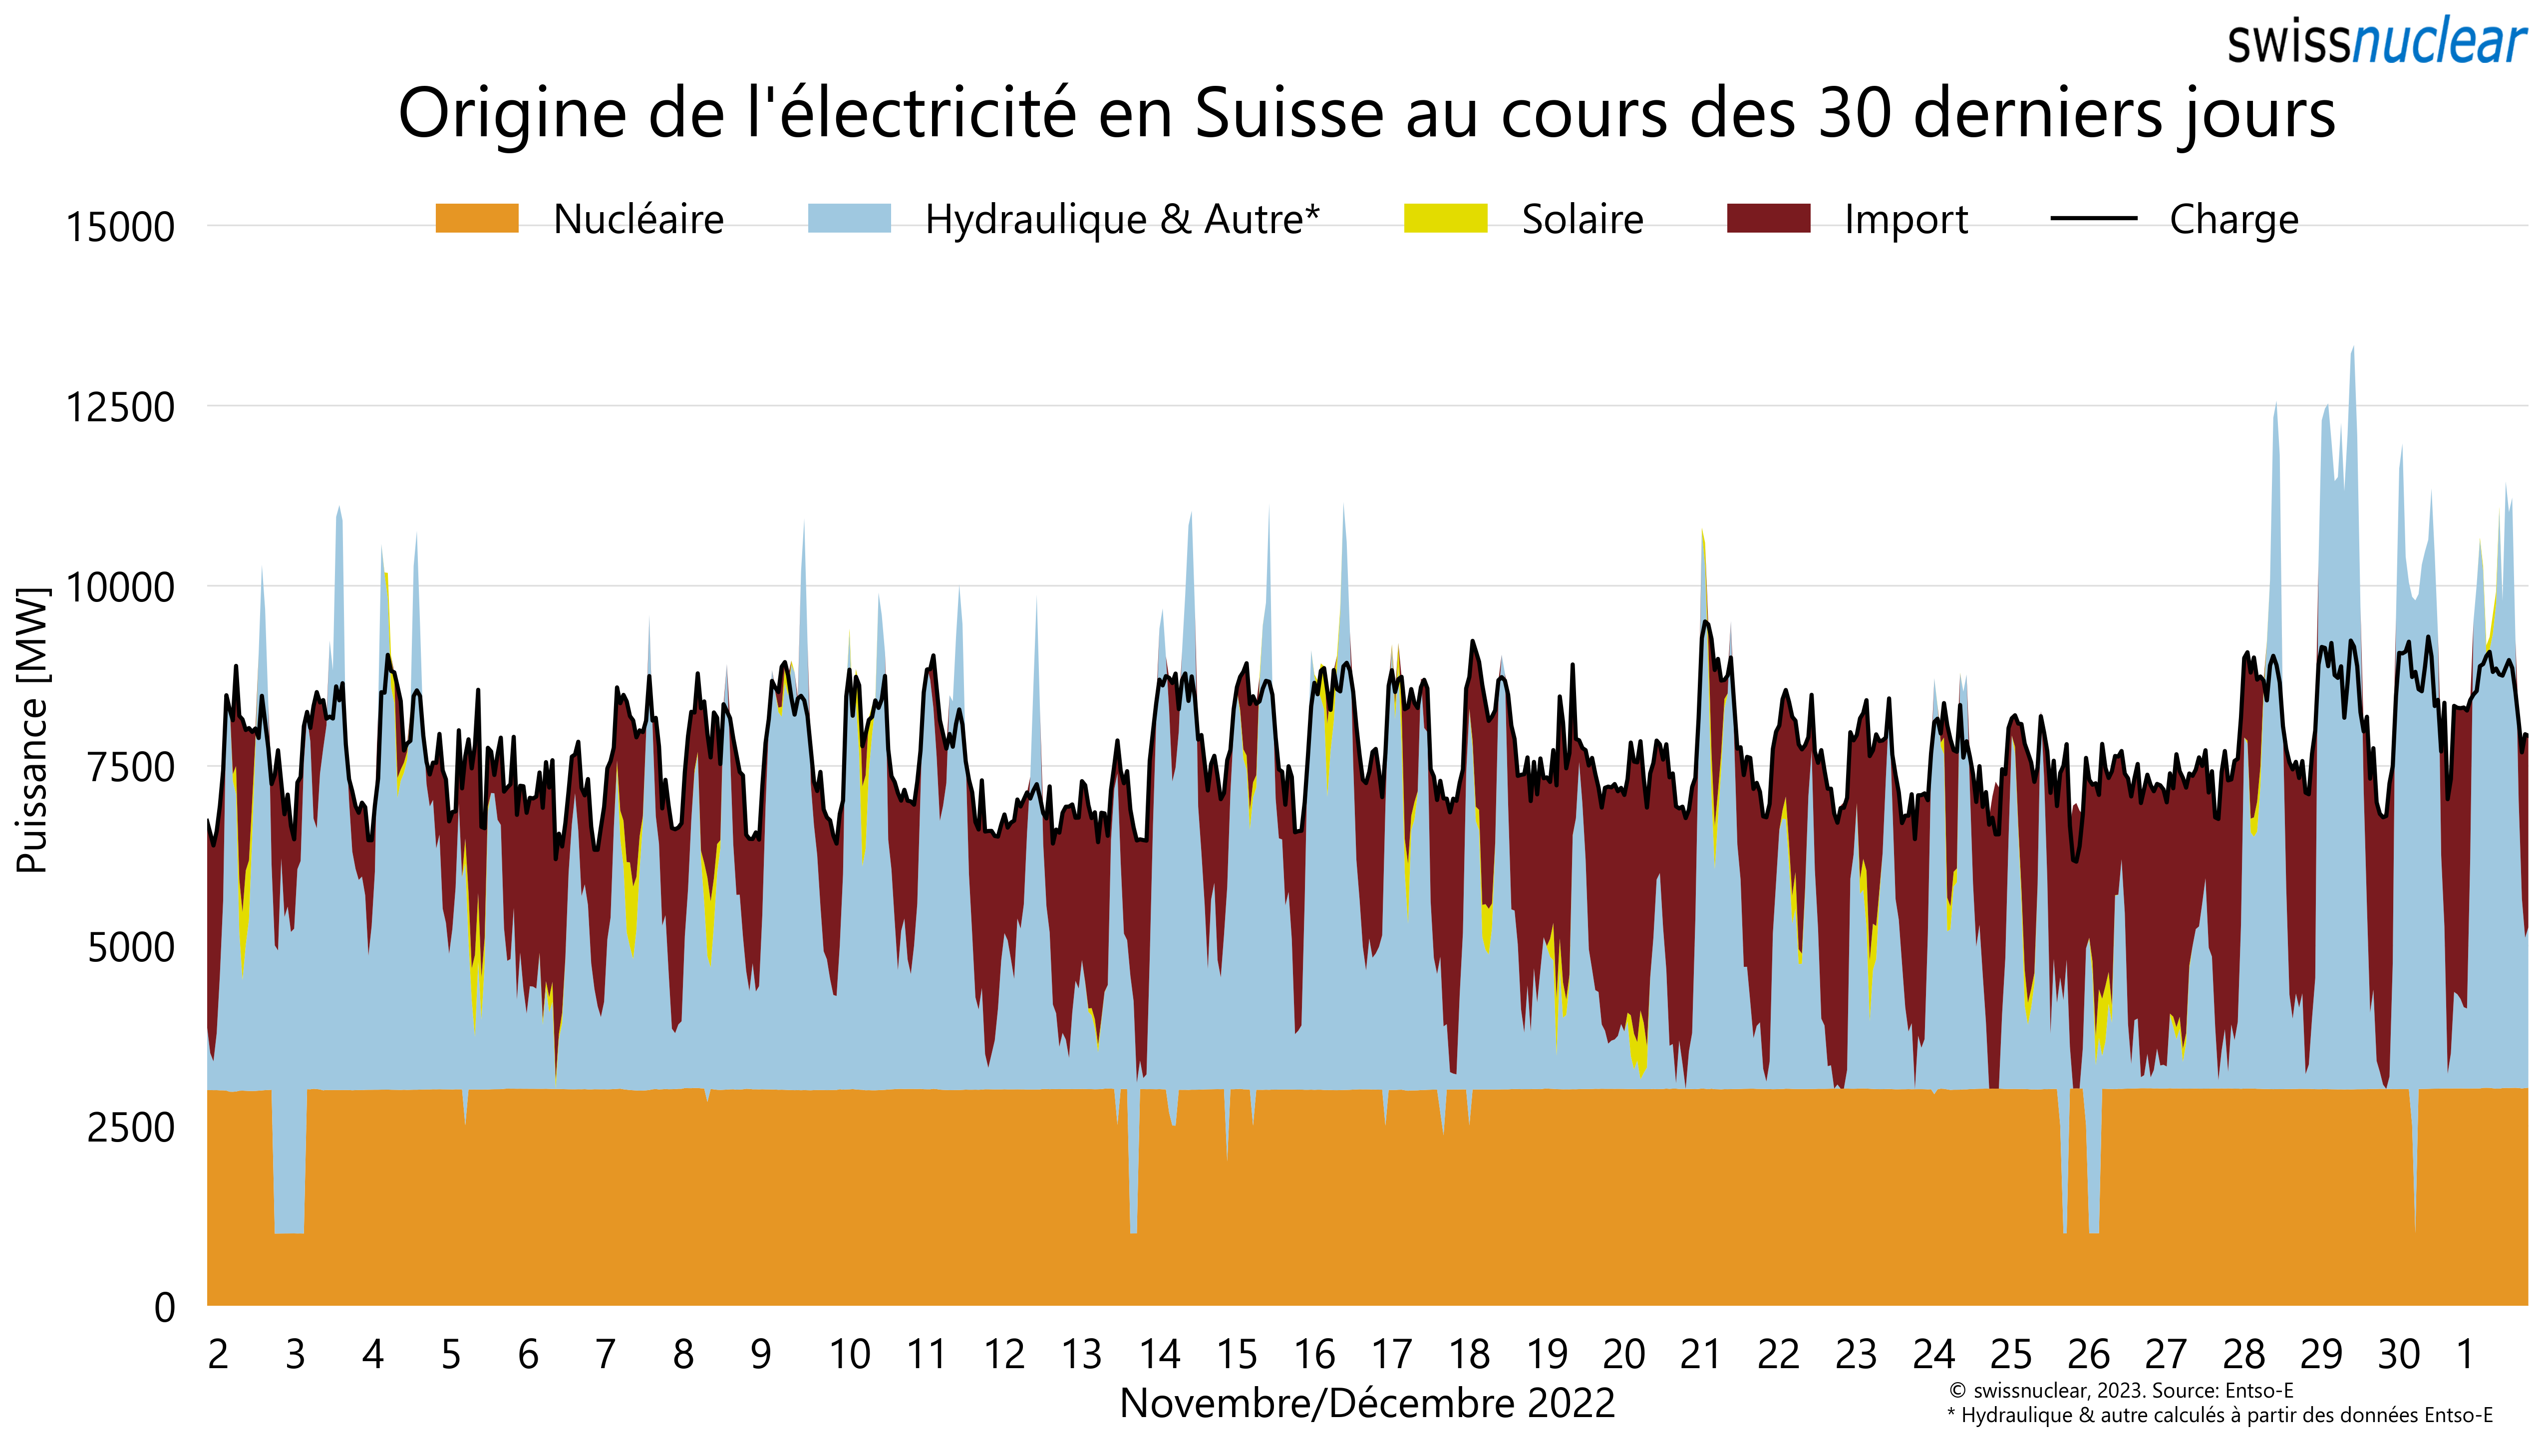 swissnuclear
Origine de l'électricité en Suisse au cours des 30 derniers jours
Nucléaire Hydraulique & Autre* Solaire Import Charge
15000
12500
10000
7500
5000
2500
0
Puissance [MW]
2 3 4 5 6 7 8 9 10 11 12 13 14 15 16 17 18 19 20 21 22 23 24 25 26 27 28 29 30 1
Novembre/Décembre 2022
© swissnuclear, 2023. Source: Entso-E
* Hydraulique & autre calculés à partir des données Entso-E